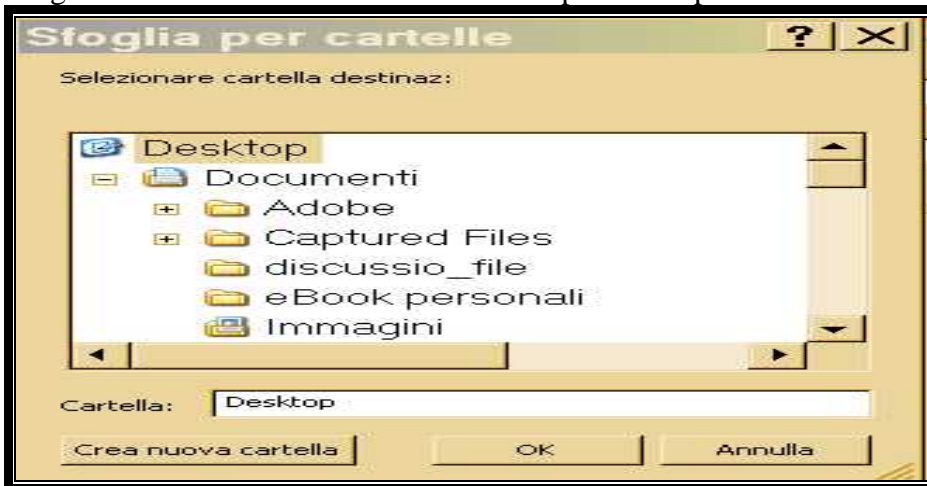 Sfoglia per cartelle
Selezionare cartella destinaz:
Desktop
Documenti
Adobe
Captured Files
discussio_file
eBook personali
Immagini
Cartella: Desktop
Crea nuova cartella OK Annulla